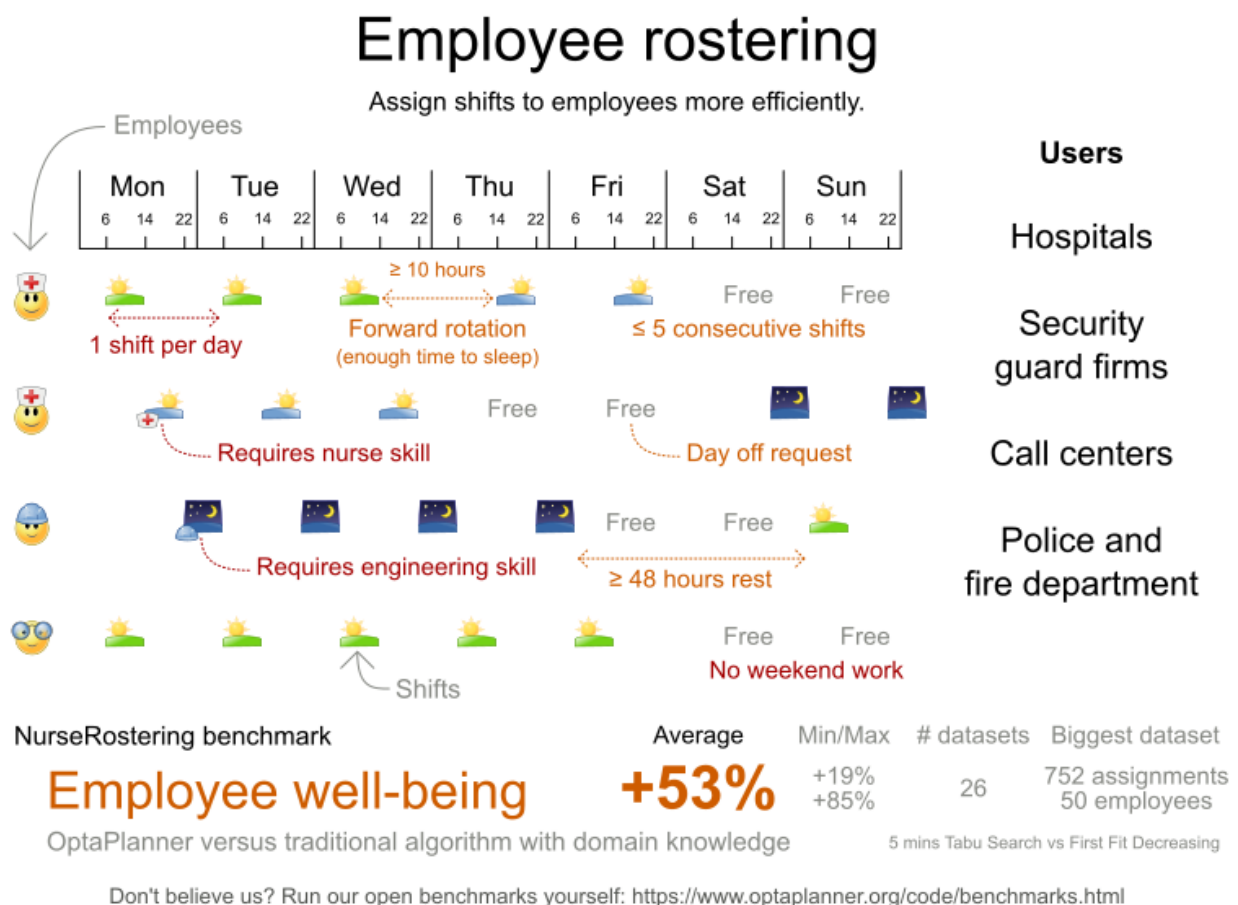 Employee rostering
Assign shifts to employees more efficiently.
Employees
Users
Mon Tue Wed Thu Fri Sat Sun
6 14 22 6 14 22 6 14 22 6 14 22 6 14 22 6 14 22 6 14 22
Hospitals
≥ 10 hours
Free Free
1 shift per day
Forward rotation
(enough time to sleep)
≤ 5 consecutive shifts
Security
guard firms
Free Free
Requires nurse skill
Day off request
Call centers
Free Free
Requires engineering skill
≥ 48 hours rest
Police and
fire department
Free Free
No weekend work
Shifts
NurseRostering benchmark
Average
Min/Max
# datasets
Biggest dataset
Employee well-being
+53%
+19%
+85%
26
752 assignments
50 employees
OptaPlanner versus traditional algorithm with domain knowledge
5 mins Tabu Search vs First Fit Decreasing
Don't believe us? Run our open benchmarks yourself: https://www.optaplanner.org/code/benchmarks.html